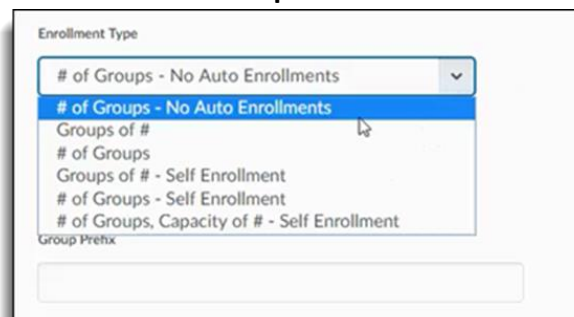 Enrollment Type
# of Groups - No Auto Enrollments
# of Groups - No Auto Enrollments
Groups of #
# of Groups
Groups of # - Self Enrollment
# of Groups - Self Enrollment
# of Groups, Capacity of # - Self Enrollment
Group Prefix